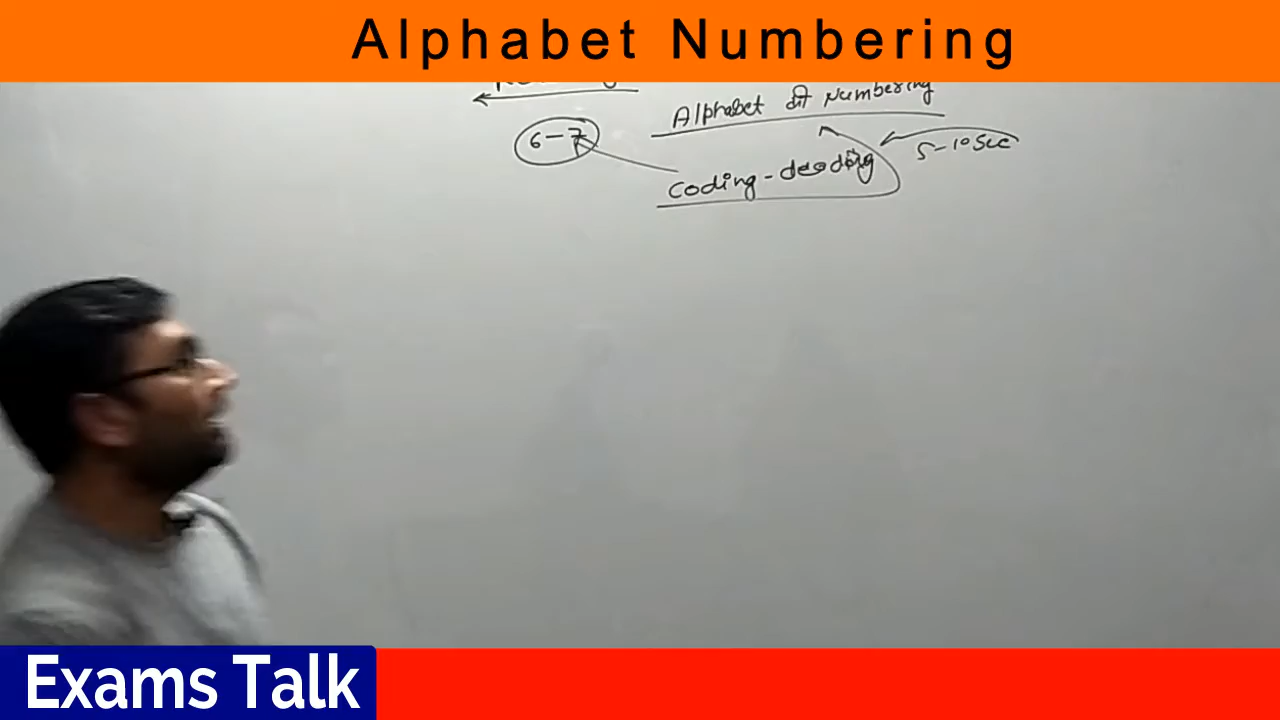 Alphabet Numbering
Alphabet की Numbering
6-7
5-10 Sec
Coding-decoding
Exams Talk